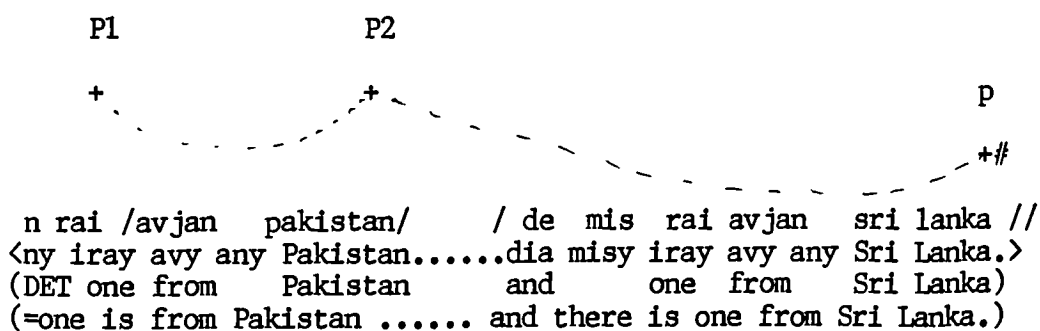 P1 P2
+ + p
+#
n rai /avjan pakistan/ / de mis rai avjan sri lanka //
<ny iray avy any Pakistan......dia misy iray avy any Sri Lanka.>
(DET one from Pakistan and one from Sri Lanka)
(=one is from Pakistan ...... and there is one from Sri Lanka.)